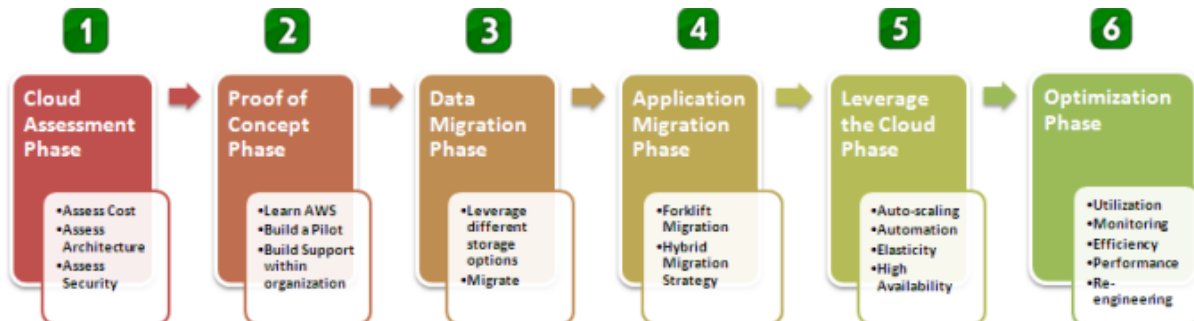 1
2
3
4
5
6
Cloud
Assessment
Phase
•Assess Cost
•Assess
Architecture
•Assess
Security
Proof of
Concept
Phase
•Learn AWS
•Build a Pilot
•Build Support
within
organization
Data
Migration
Phase
•Leverage
different
storage
options
•Migrate
Application
Migration
Phase
•Forklift
Migration
•Hybrid
Migration
Strategy
Leverage
the Cloud
Phase
•Auto-scaling
•Automation
•Elasticity
•High
Availability
Optimization
Phase
•Utilization
•Monitoring
•Efficiency
•Performance
•Re-
engineering